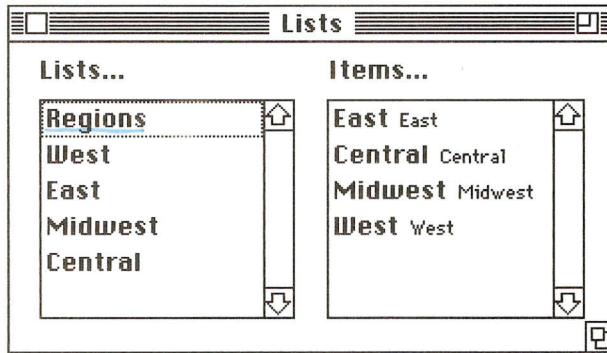 Lists
Lists...
Regions
West
East
Midwest
Central
Items...
East East
Central Central
Midwest Midwest
West West